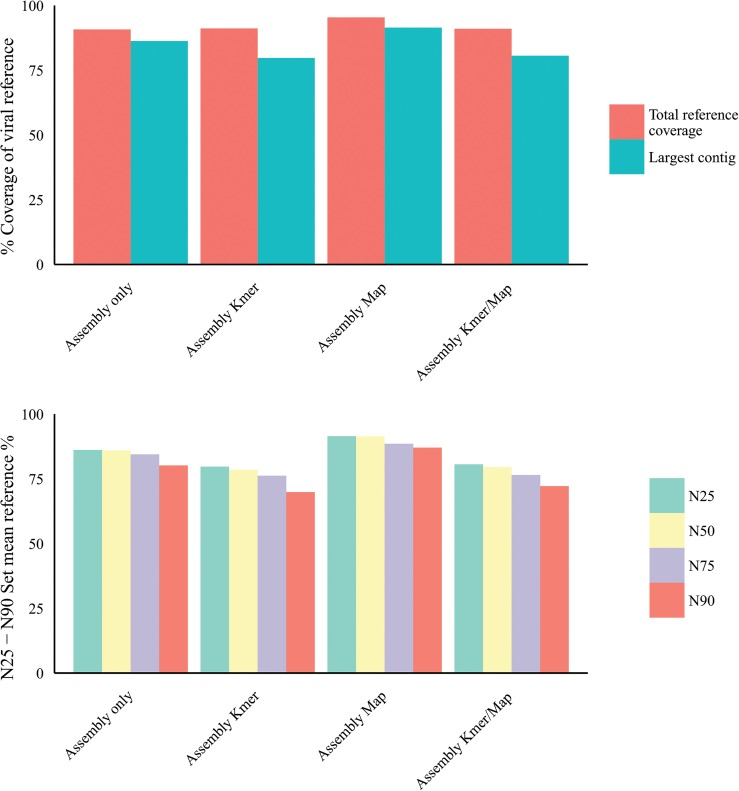 % Coverage of viral reference
100
75
50
25
0
Assembly only
Assembly Kmer
Assembly Map
Assembly Kmer/Map
Total reference
coverage
Largest contig
N25 − N90 Set mean reference %
100
75
50
25
0
Assembly only
Assembly Kmer
Assembly Map
Assembly Kmer/Map
N25
N50
N75
N90